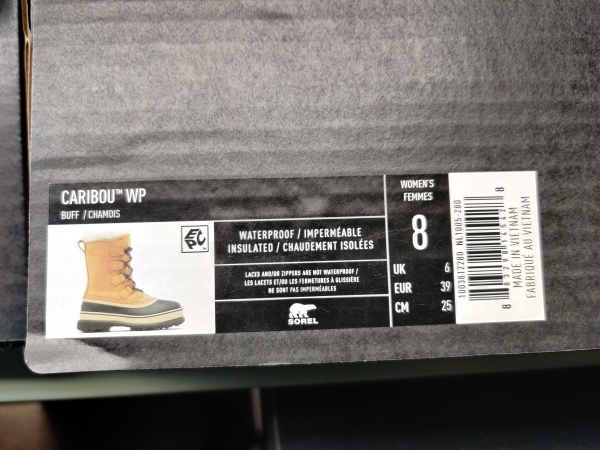 CARIBOU™ WP
BUFF / CHAMOIS
EPC
WATERPROOF / IMPERMÉABLE
INSULATED / CHAUDEMENT ISOLÉES
LACES AND/OR ZIPPERS ARE NOT WATERPROOF /
LES LACETS ET/OU LES FERMETURES À GLISSIÈRE
NE SONT PAS IMPERMÉABLES
SOREL
WOMEN'S
FEMMES
8
UK 6
EUR 39
CM 25
1003812280 NL1005-280
MADE IN VIETNAM
FABRIQUÉ AU VIETNAM